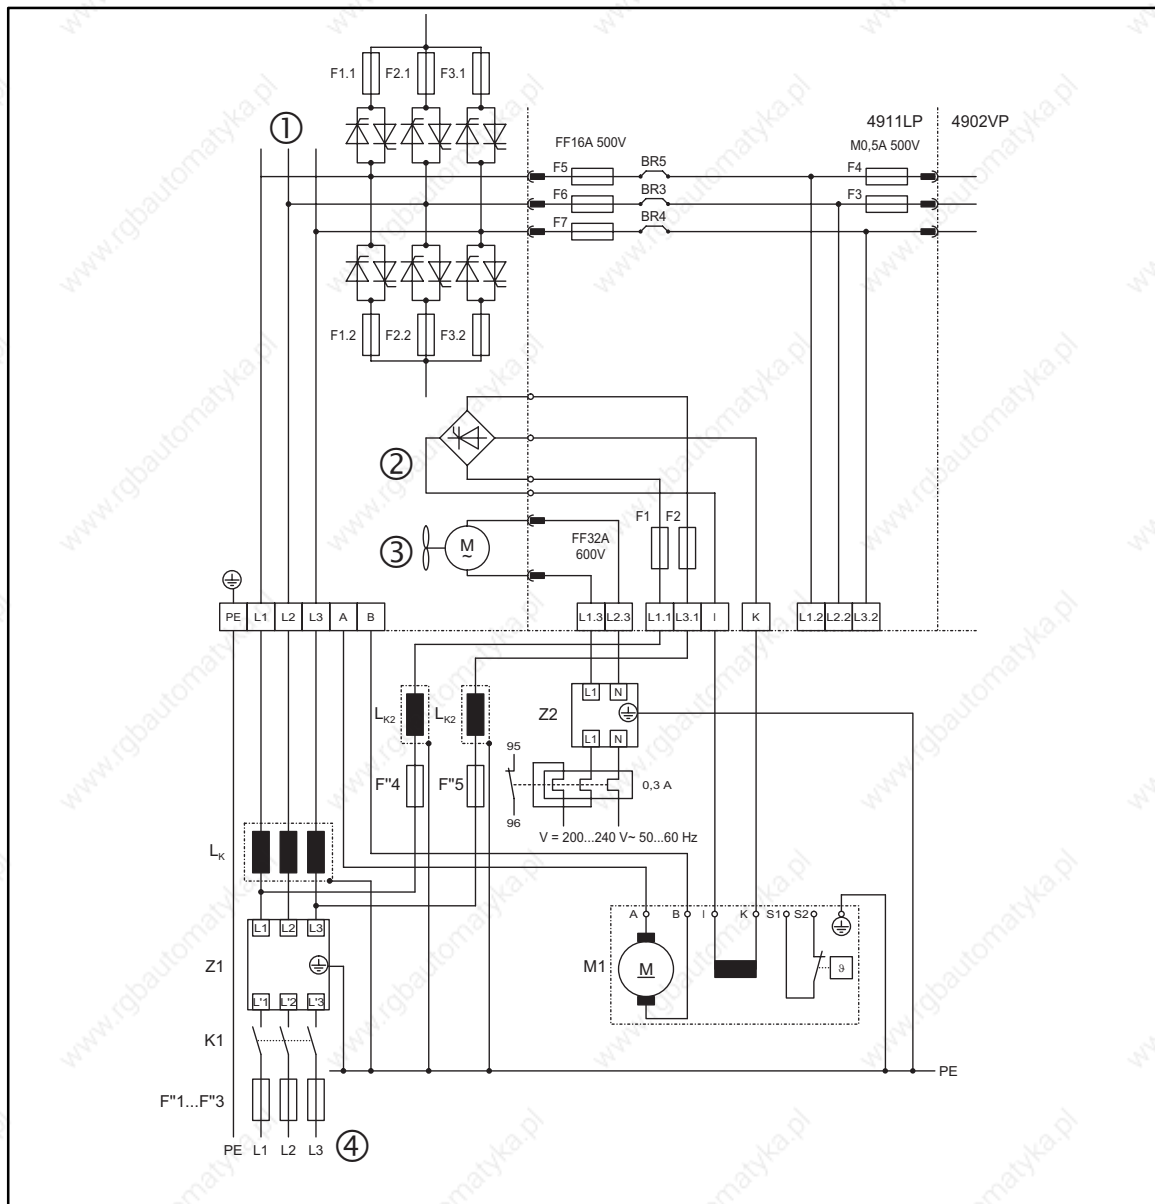 F1.1 F2.1 F3.1
①
4911LP 4902VP
FF16A 500V M0,5A 500V
F5 BR5 F4
F6 BR3 F3
F7 BR4
F1.2 F2.2 F3.2
②
F1 F2
③ M ~ FF32A
600V
PE L1 L2 L3 A B L1.3 L2.3 L1.1 L3.1 I K L1.2 L2.2 L3.2
L1 N
LK2 LK2 Z2
L1 N
95
F"4 F"5 0,3 A
96
V = 200...240 V~ 50...60 Hz
LK
A B I K S1 S2
L1 L2 L3
Z1 M1 M ϑ
L'1 L'2 L'3
K1
PE
F"1...F"3
PE L1 L2 L3 ④
www.rgbautomatyka.pl